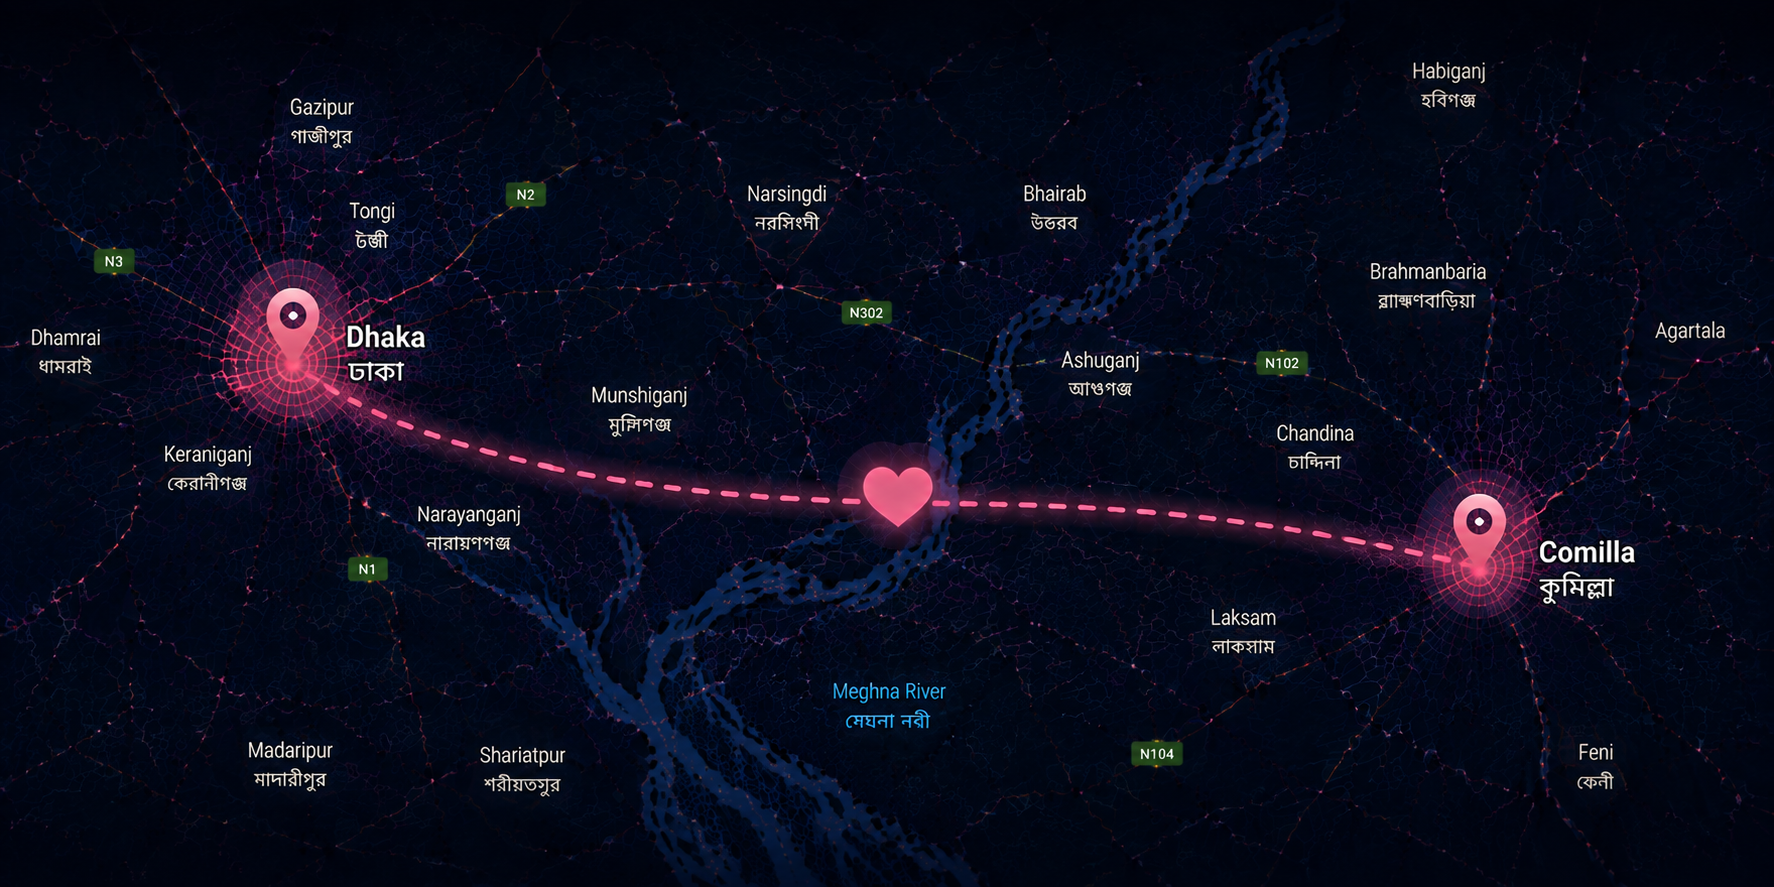 Habiganj
হবিগঞ্জ
Gazipur
গাজীপুর
N2
Narsingdi
নরসিংদী
Bhairab
উভরব
Tongi
টঙ্গী
N3
Brahmanbaria
ব্রাহ্মণবাড়িয়া
N302
Dhamrai
ধামরাই
Dhaka
ঢাকা
Agartala
Ashuganj
আশুগঞ্জ
N102
Munshiganj
মুন্সিগঞ্জ
Chandina
চান্দিনা
Keraniganj
কেরানীগঞ্জ
Narayanganj
নারায়ণগঞ্জ
N1
Comilla
কুমিল্লা
Laksam
লাকসাম
Meghna River
মেঘনা নদী
Madaripur
মাদারীপুর
Shariatpur
শরীয়তসুর
N104
Feni
ফেনী